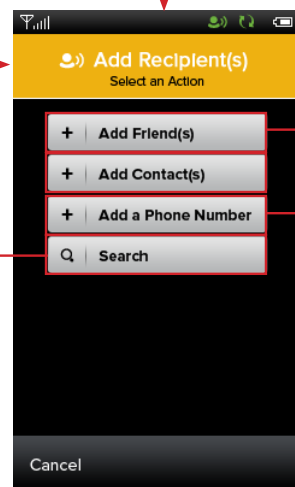 Add Recipient(s)
Select an Action
+ Add Friend(s)
+ Add Contact(s)
+ Add a Phone Number
Search
Cancel